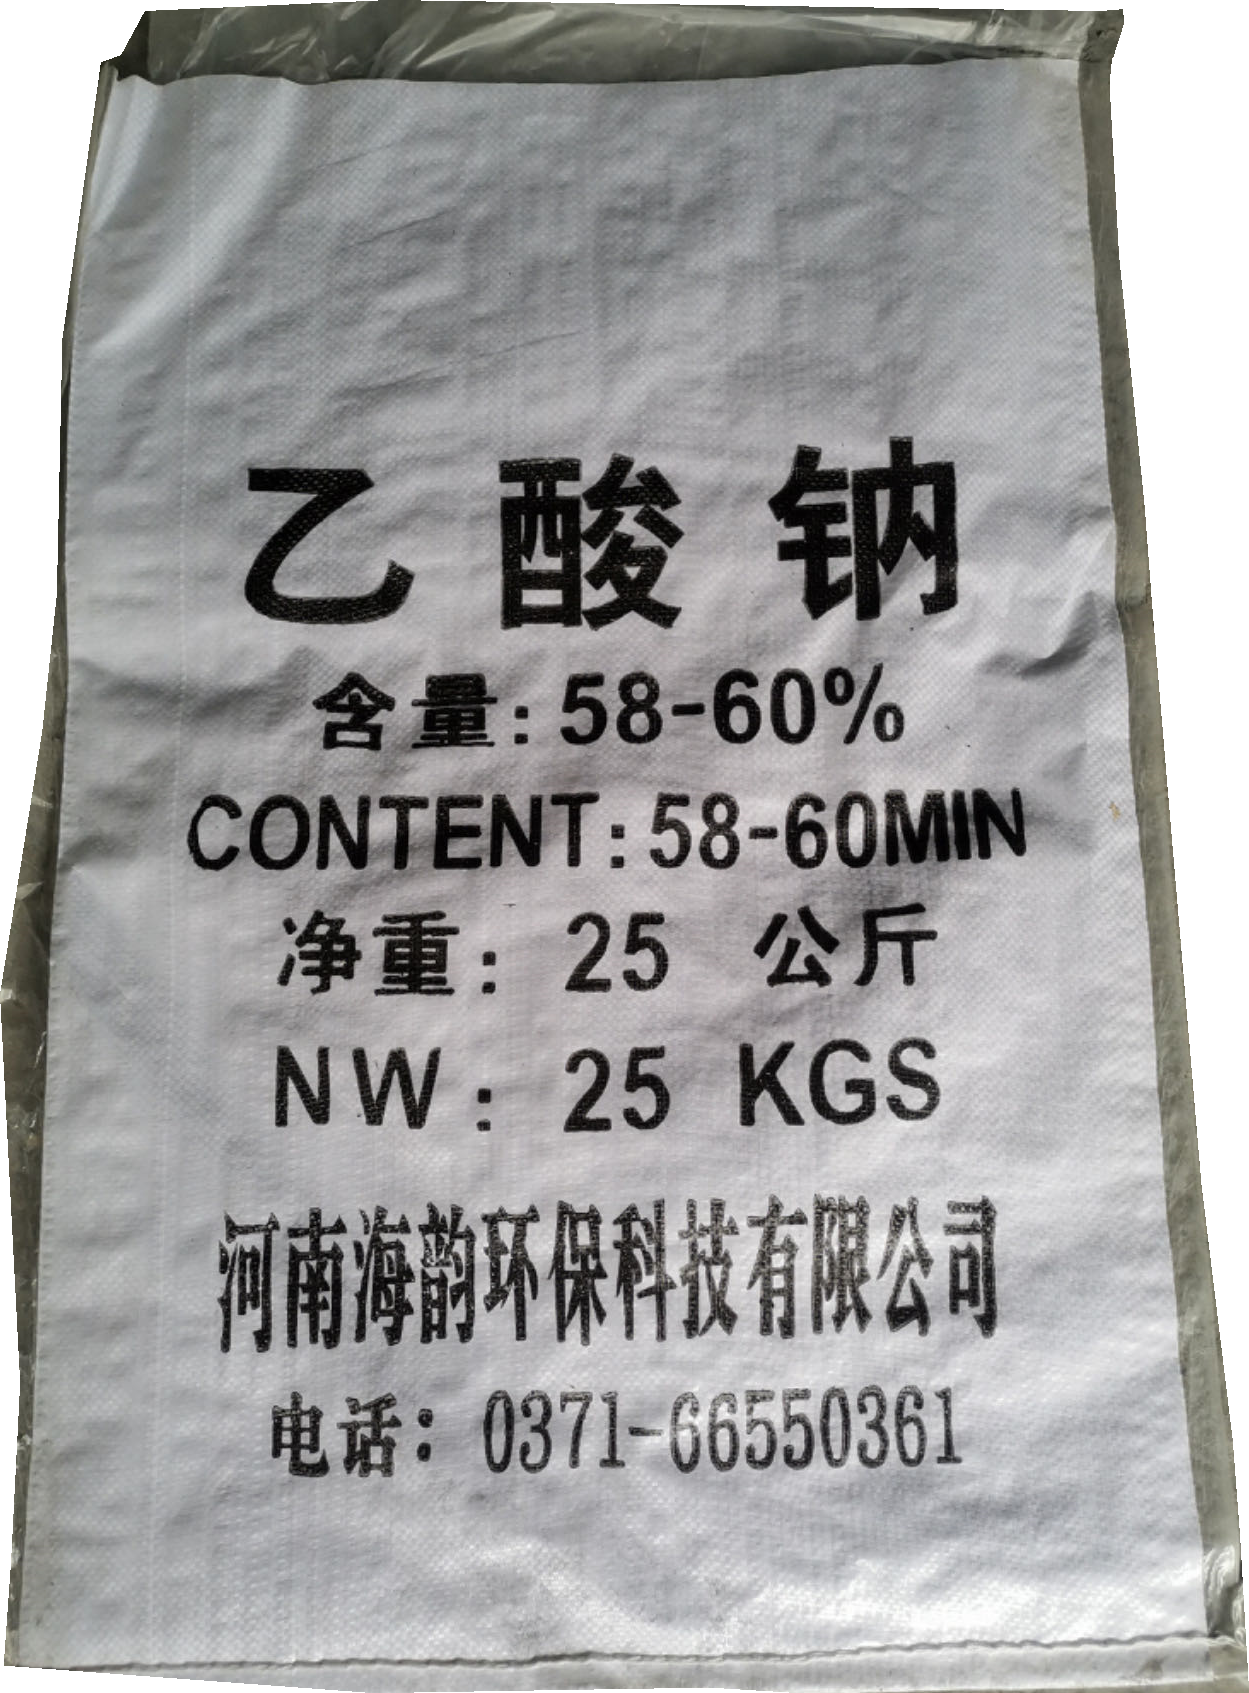 乙酸钠
含量:58-60%
CONTENT:58-60MIN
净重: 25 公斤
NW: 25 KGS
河南海韵环保科技有限公司
电话: 0371-66550361